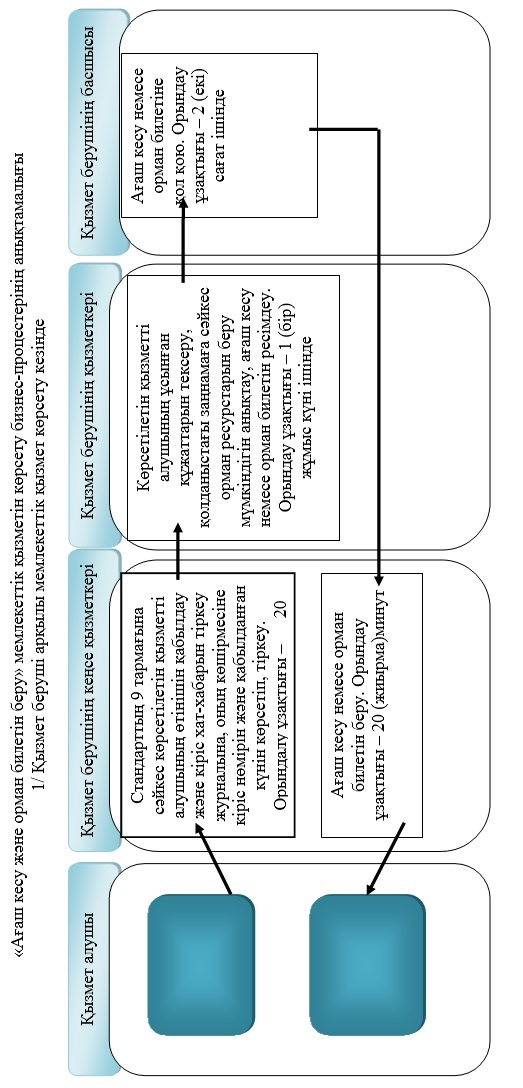 «Ағаш кесу және орман билетін беру» мемлекеттік қызметін көрсету бизнес-процестерінің анықтамалығы
1/ Қызмет беруші арқылы мемлекеттік қызмет көрсету кезінде
Қызмет алушы
Қызмет берушінің кеңсе қызметкері
Қызмет берушінің қызметкері
Қызмет берушінің басшысы
Стандарттың 9 тармағына
сәйкес көрсетілетін қызметті
алушының өтінішін қабылдау
және кіріс хат-хабарын тіркеу
журналына, оның көшірмесіне
кіріс нөмірін және қабылданған
күнін көрсетіп, тіркеу.
Орындалу ұзақтығы – 20
Көрсетілетін қызметті
алушының ұсынған
құжаттарын тексеру,
қолданыстағы заңнамаға сәйкес
орман ресурстарын беру
мүмкіндігін анықтау, ағаш кесу
немесе орман билетін ресімдеу.
Орындау ұзақтығы – 1 (бір)
жұмыс күні ішінде
Ағаш кесу немесе
орман билетіне
қол қою. Орындау
ұзақтығы – 2 (екі)
сағат ішінде
Ағаш кесу немесе орман
билетін беру. Орындау
ұзақтығы – 20 (жиырма)минут